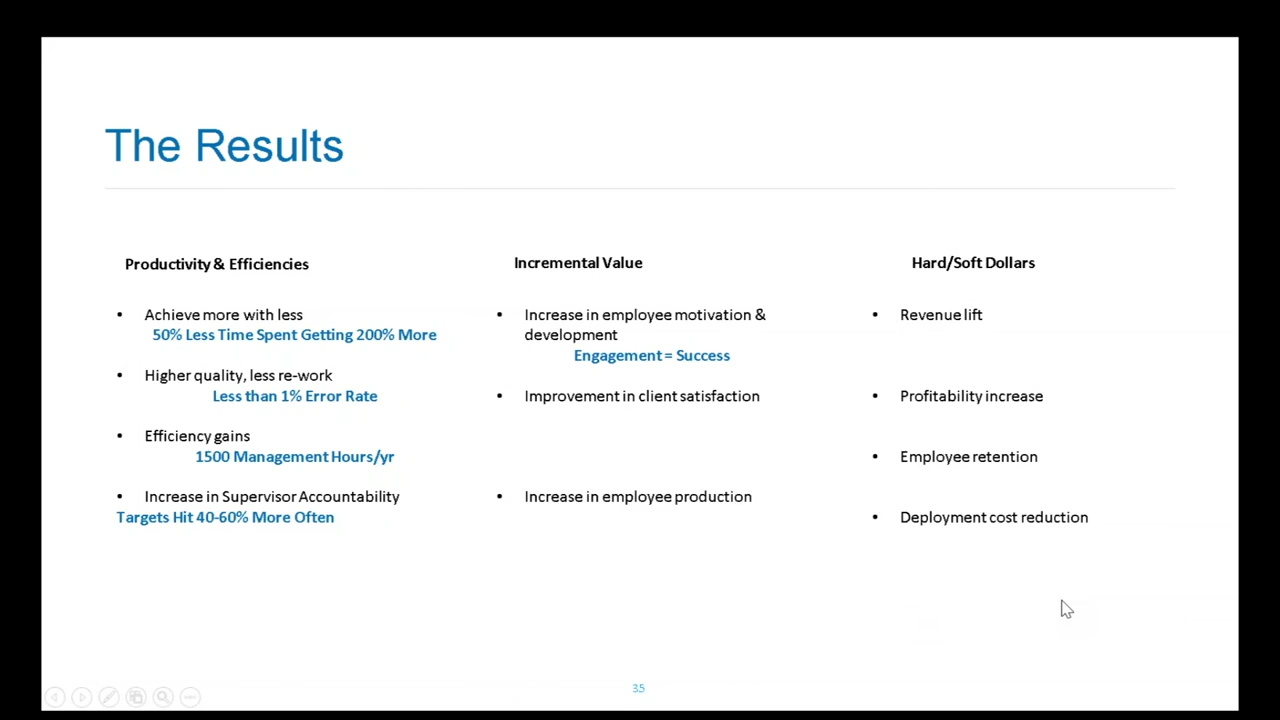 The Results
Productivity & Efficiencies
• Achieve more with less
50% Less Time Spent Getting 200% More
• Higher quality, less re-work
Less than 1% Error Rate
• Efficiency gains
1500 Management Hours/yr
• Increase in Supervisor Accountability
Targets Hit 40-60% More Often
Incremental Value
• Increase in employee motivation &
development
Engagement = Success
• Improvement in client satisfaction
• Increase in employee production
Hard/Soft Dollars
• Revenue lift
• Profitability increase
• Employee retention
• Deployment cost reduction
35